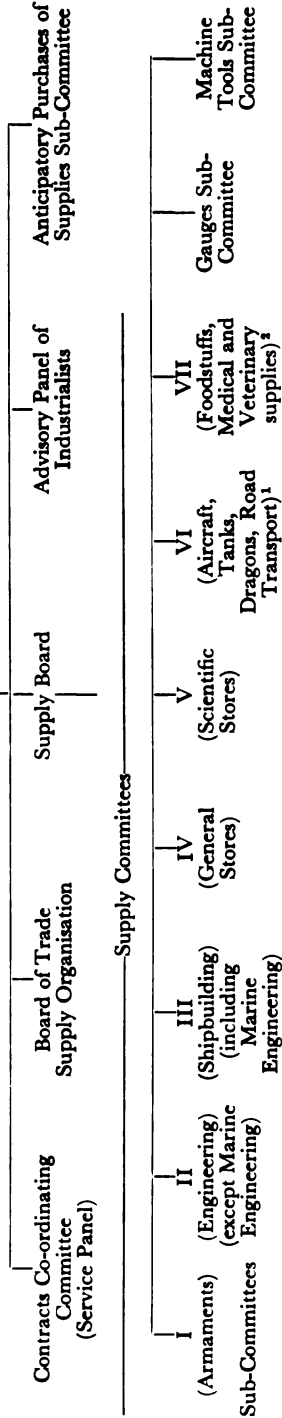 Contracts Co-ordinating
Committee
(Service Panel)
Board of Trade
Supply Organisation
Supply Board
Advisory Panel of
Industrialists
Anticipatory Purchases of
Supplies Sub-Committee
Supply Committees
I
(Armaments)
II
(Engineering)
(except Marine
Engineering)
III
(Shipbuilding)
(including
Marine
Engineering)
IV
(General
Stores)
V
(Scientific
Stores)
VI
(Aircraft,
Tanks,
Dragons, Road
Transport)¹
VII
(Foodstuffs,
Medical and
Veterinary
supplies)²
Gauges Sub-
Committee
Machine
Tools Sub-
Committee
Sub-Committees